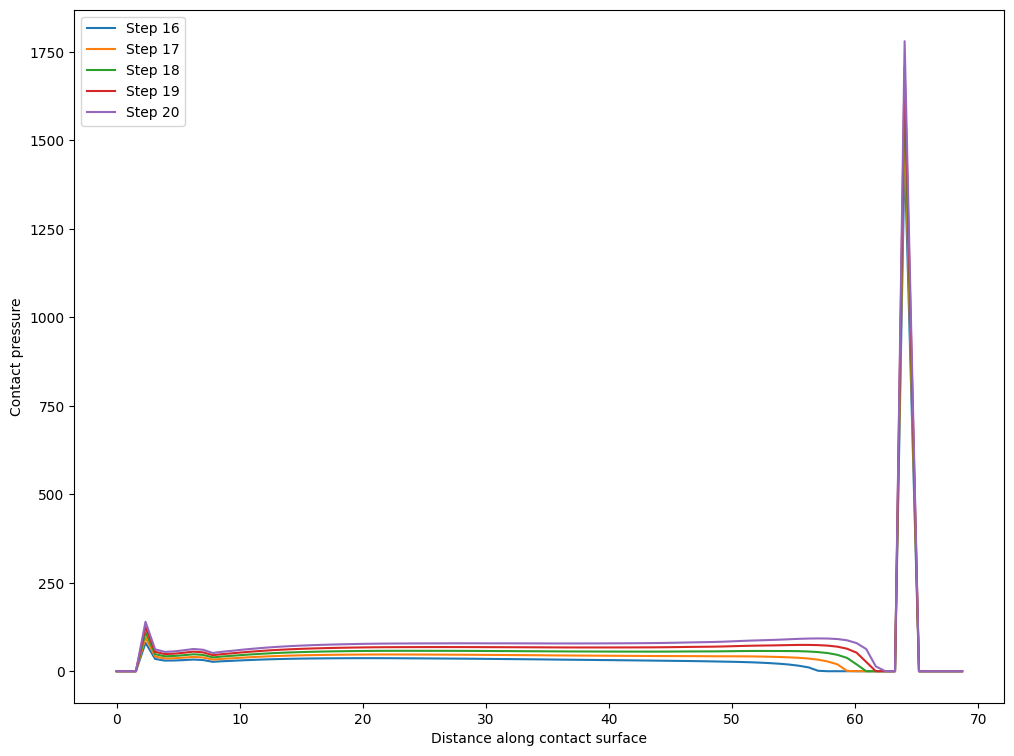 Step 16
Step 17
Step 18
Step 19
Step 20
1750
1500
1250
1000
750
500
250
0
Contact pressure
0 10 20 30 40 50 60 70
Distance along contact surface